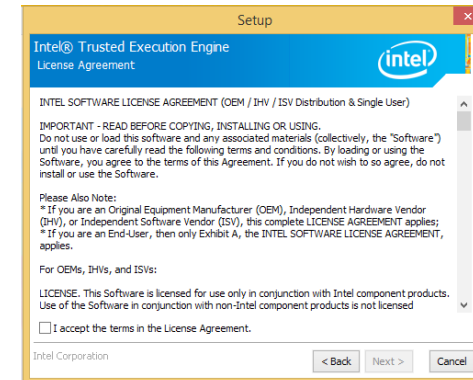 Setup
Intel® Trusted Execution Engine
License Agreement
intel
INTEL SOFTWARE LICENSE AGREEMENT (OEM / IHV / ISV Distribution & Single User)
IMPORTANT - READ BEFORE COPYING, INSTALLING OR USING.
Do not use or load this software and any associated materials (collectively, the "Software")
until you have carefully read the following terms and conditions. By loading or using the
Software, you agree to the terms of this Agreement. If you do not wish to so agree, do not
install or use the Software.
Please Also Note:
* If you are an Original Equipment Manufacturer (OEM), Independent Hardware Vendor
(IHV), or Independent Software Vendor (ISV), this complete LICENSE AGREEMENT applies;
* If you are an End-User, then only Exhibit A, the INTEL SOFTWARE LICENSE AGREEMENT,
applies.
For OEMs, IHVs, and ISVs:
LICENSE. This Software is licensed for use only in conjunction with Intel component products.
Use of the Software in conjunction with non-Intel component products is not licensed
I accept the terms in the License Agreement.
Intel Corporation
< Back
Next >
Cancel